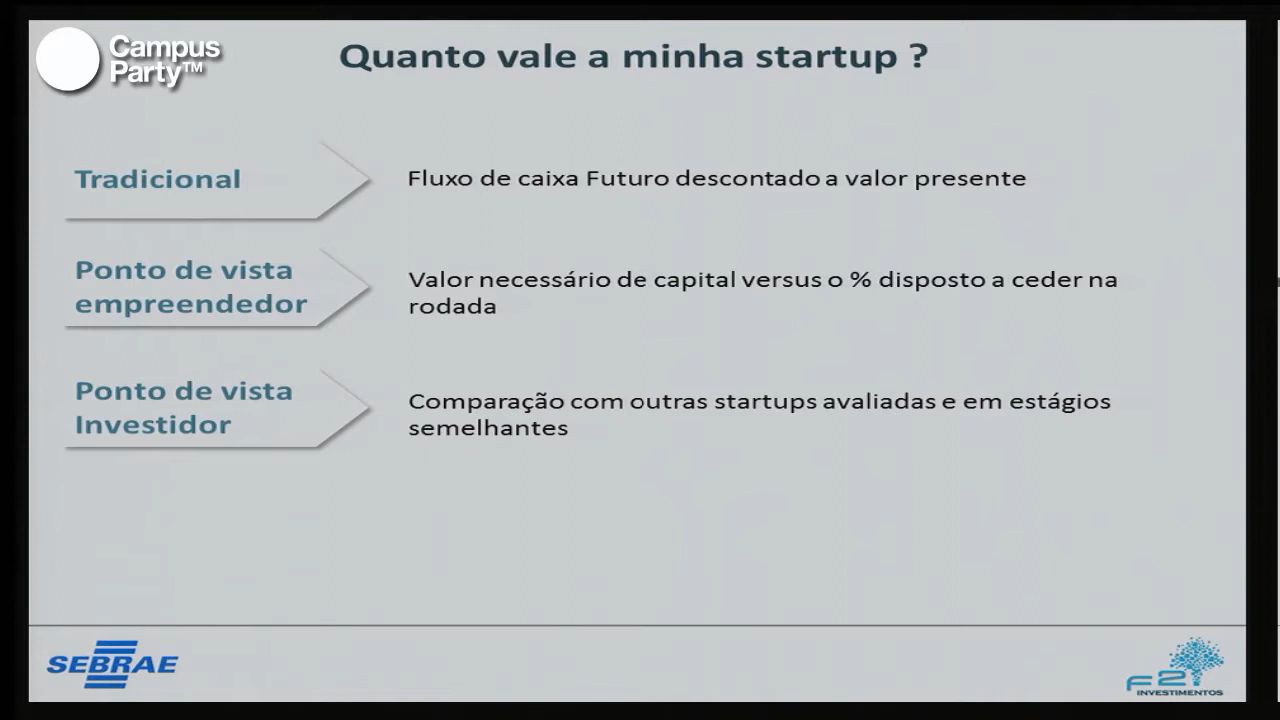 Campus
Party™
Quanto vale a minha startup ?
Tradicional
Fluxo de caixa Futuro descontado a valor presente
Ponto de vista
empreendedor
Valor necessário de capital versus o % disposto a ceder na
rodada
Ponto de vista
Investidor
Comparação com outras startups avaliadas e em estágios
semelhantes
SEBRAE
INVESTIMENTOS